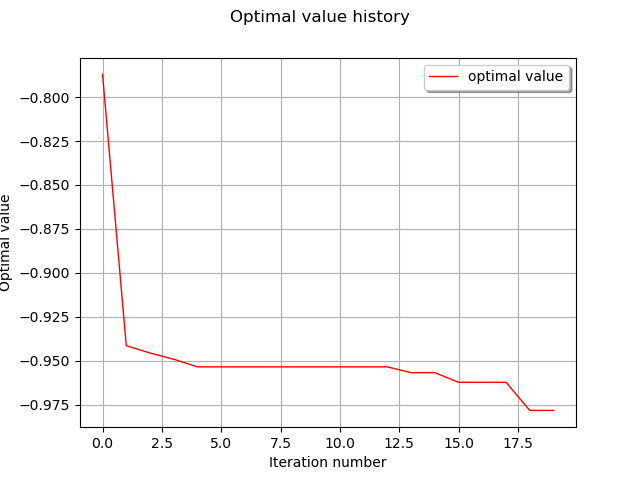 Optimal value history
optimal value
Optimal value
−0.800
−0.825
−0.850
−0.875
−0.900
−0.925
−0.950
−0.975
0.0 2.5 5.0 7.5 10.0 12.5 15.0 17.5
Iteration number